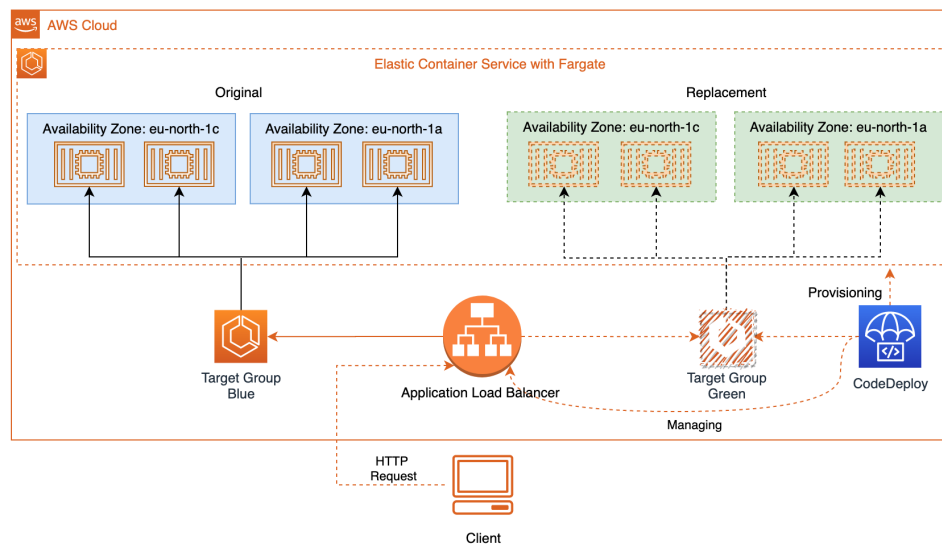 aws
AWS Cloud
Elastic Container Service with Fargate
Original
Replacement
Availability Zone: eu-north-1c
Availability Zone: eu-north-1a
Availability Zone: eu-north-1c
Availability Zone: eu-north-1a
Provisioning
Target Group
Blue
Application Load Balancer
Target Group
Green
</>
CodeDeploy
Managing
HTTP
Request
Client